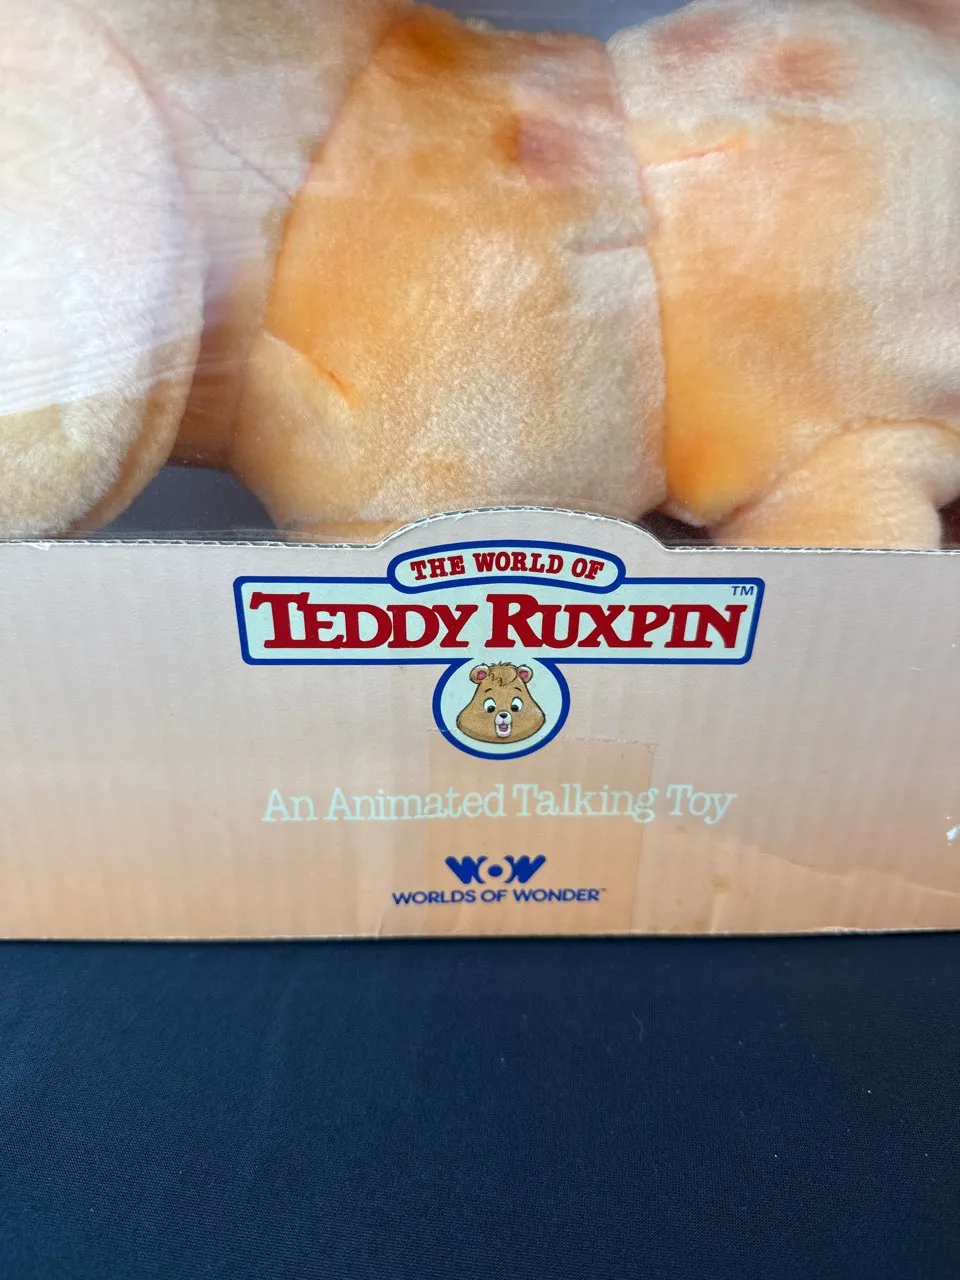 THE WORLD OF
TEDDY RUXPIN™
An Animated Talking Toy
WOW
WORLDS OF WONDER™